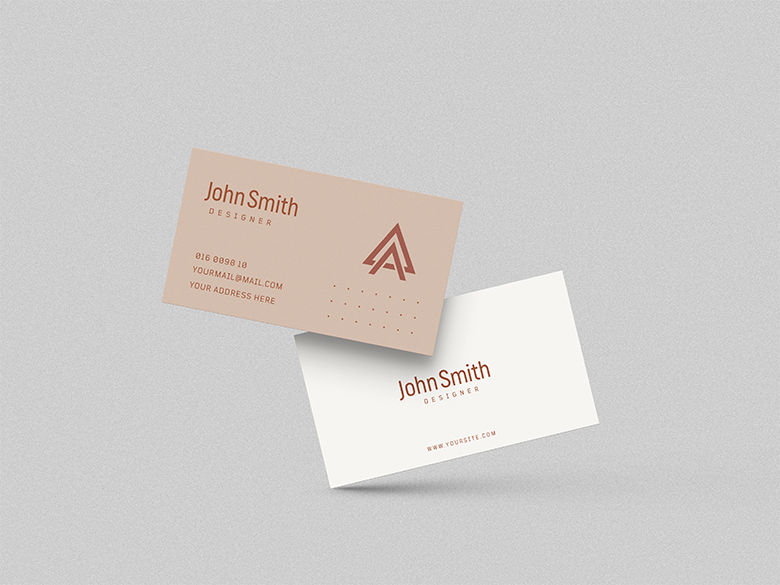 John Smith
DESIGNER
016 0098 10
YOURMAIL@MAIL.COM
YOUR ADDRESS HERE
John Smith
DESIGNER
WWW.YOURSITE.COM